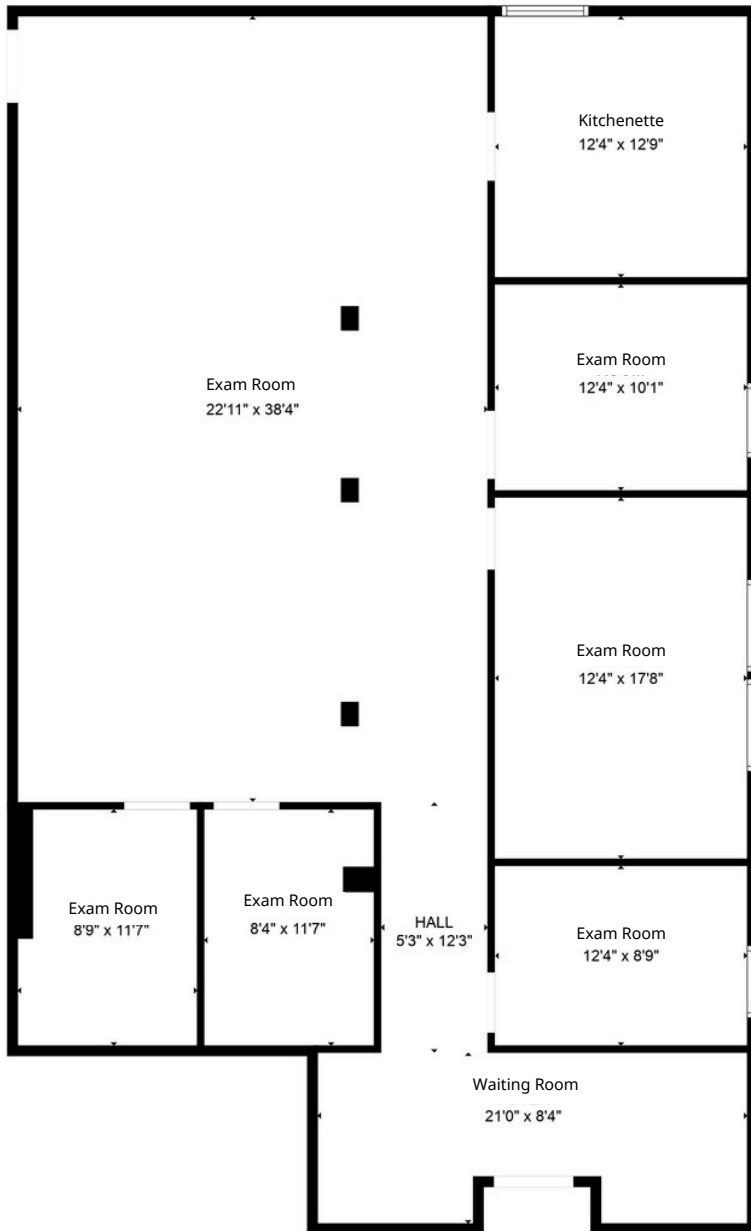 Kitchenette
12'4" x 12'9"
Exam Room
12'4" x 10'1"
Exam Room
22'11" x 38'4"
Exam Room
12'4" x 17'8"
Exam Room
8'9" x 11'7"
Exam Room
8'4" x 11'7"
HALL
5'3" x 12'3"
Exam Room
12'4" x 8'9"
Waiting Room
21'0" x 8'4"